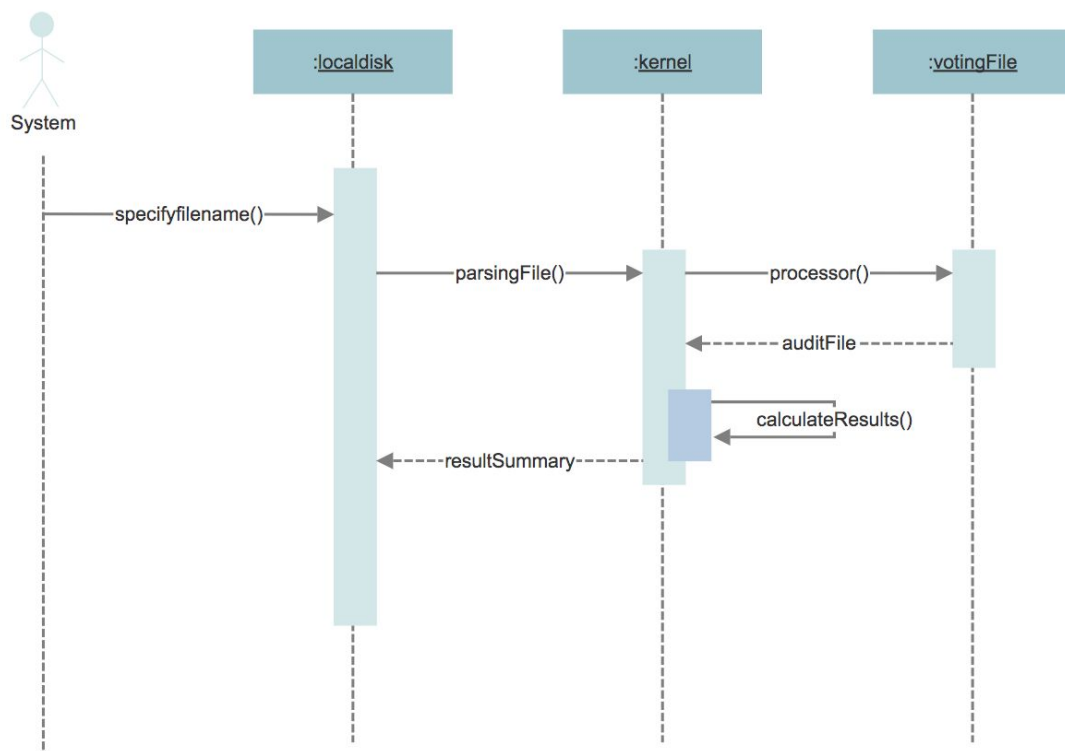 :localdisk
:kernel
:votingFile
System
specifyfilename()
parsingFile()
processor()
auditFile
calculateResults()
resultSummary